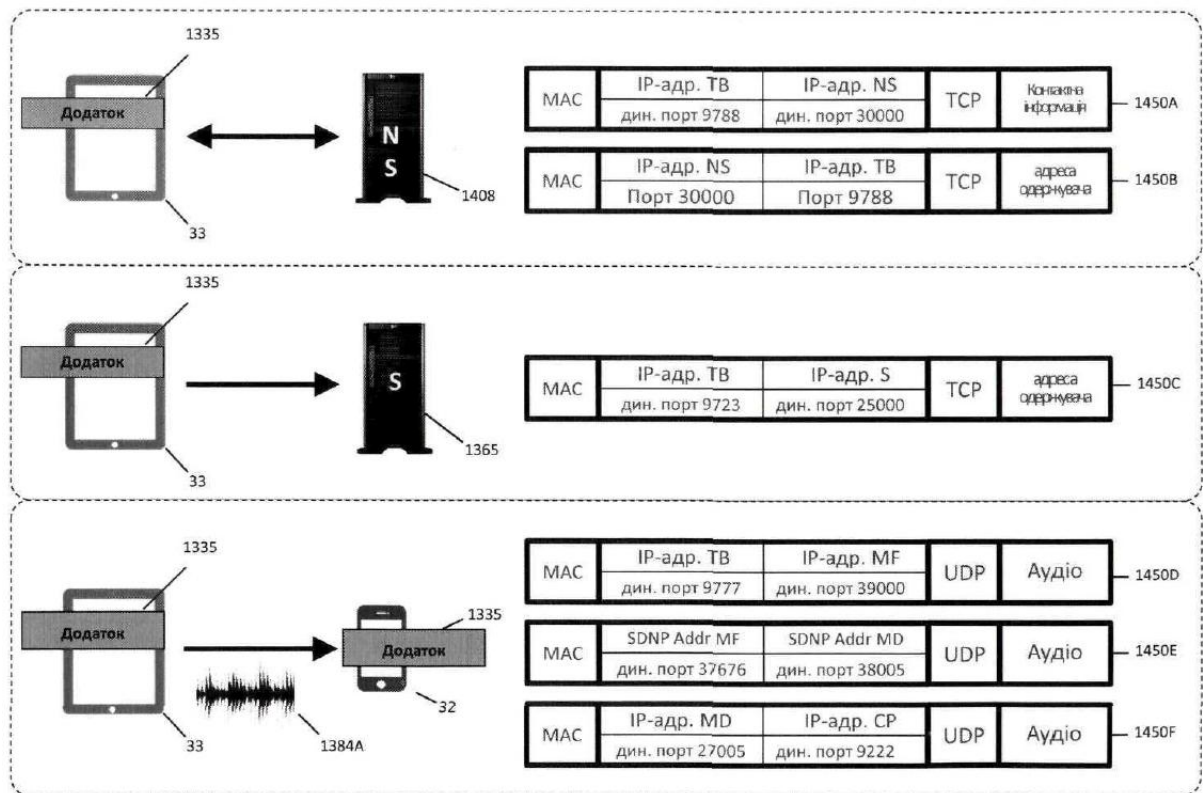 1335
Додаток
33
N
S
1408
MAC
IP-адр. ТВ
дин. порт 9788
IP-адр. NS
дин. порт 30000
TCP
Контактна
інформація
1450A
MAC
IP-адр. NS
Порт 30000
IP-адр. ТВ
Порт 9788
TCP
адреса
одержувача
1450B
1335
Додаток
33
S
1365
MAC
IP-адр. ТВ
дин. порт 9723
IP-адр. S
дин. порт 25000
TCP
адреса
одержувача
1450C
1335
Додаток
33
1384A
1335
Додаток
32
MAC
IP-адр. ТВ
дин. порт 9777
IP-адр. MF
дин. порт 39000
UDP
Аудіо
1450D
MAC
SDNP Addr MF
дин. порт 37676
SDNP Addr MD
дин. порт 38005
UDP
Аудіо
1450E
MAC
IP-адр. MD
дин. порт 27005
IP-адр. CP
дин. порт 9222
UDP
Аудіо
1450F